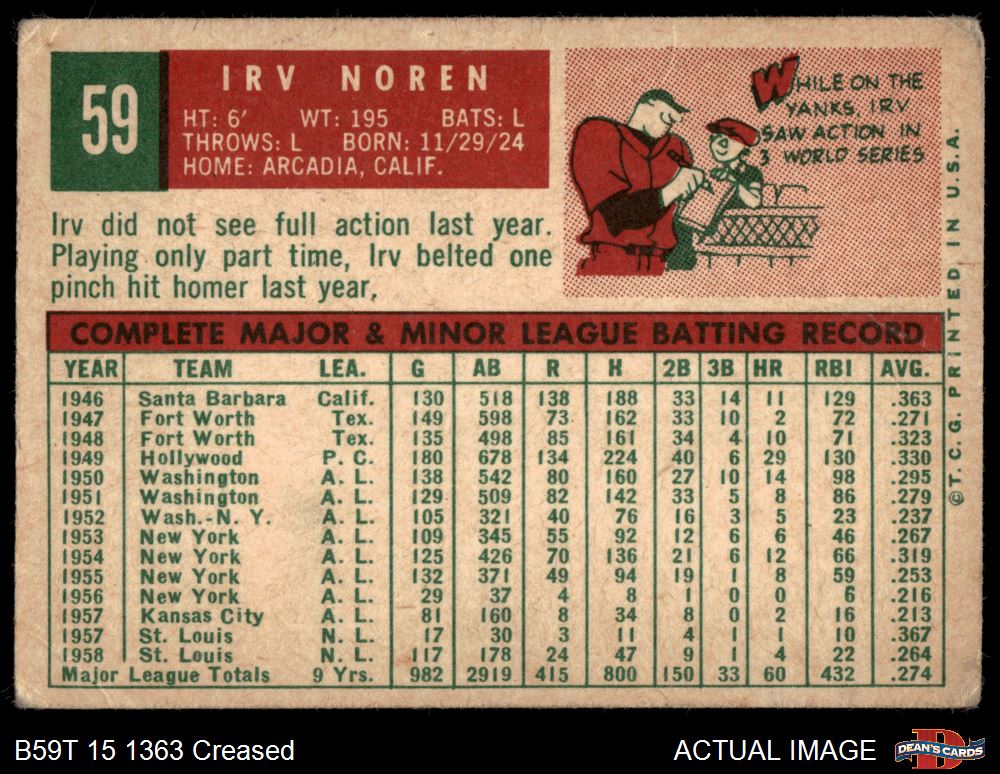 59
IRV NOREN
HT: 6' WT: 195 BATS: L
THROWS: L BORN: 11/29/24
HOME: ARCADIA, CALIF.
WHILE ON THE
YANKS, IRV
SAW ACTION IN
3 WORLD SERIES
Irv did not see full action last year.
Playing only part time, Irv belted one
pinch hit homer last year.
COMPLETE MAJOR & MINOR LEAGUE BATTING RECORD
YEAR TEAM LEA. G AB R H 2B 3B HR RBI AVG.
1946 Santa Barbara Calif. 130 518 138 188 33 14 11 129 .363
1947 Fort Worth Tex. 149 598 73 162 33 10 2 72 .271
1948 Fort Worth Tex. 135 498 85 161 34 4 10 71 .323
1949 Hollywood P. C. 180 678 134 224 40 6 29 130 .330
1950 Washington A. L. 138 542 80 160 27 10 14 98 .295
1951 Washington A. L. 129 509 82 142 33 5 8 86 .279
1952 Wash.-N. Y. A. L. 105 321 40 76 16 3 5 23 .237
1953 New York A. L. 109 345 55 92 12 6 6 46 .267
1954 New York A. L. 125 426 70 136 21 6 12 66 .319
1955 New York A. L. 132 371 49 94 19 1 8 59 .253
1956 New York A. L. 29 37 4 8 1 0 0 6 .216
1957 Kansas City A. L. 81 160 8 34 8 0 2 16 .213
1957 St. Louis N. L. 17 30 3 11 4 1 1 10 .367
1958 St. Louis N. L. 117 178 24 47 9 1 4 22 .264
Major League Totals 9 Yrs. 982 2919 415 800 150 33 60 432 .274
©T.C.G. PRINTED IN U.S.A.
B59T 15 1363 Creased
ACTUAL IMAGE
D
DEAN'S CARDS